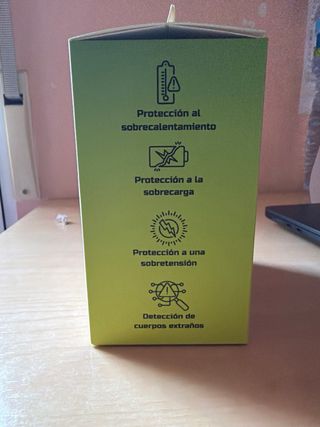 Protección al
sobrecalentamiento
Protección a la
sobrecarga
Protección a una
sobretensión
Detección de
cuerpos extraños